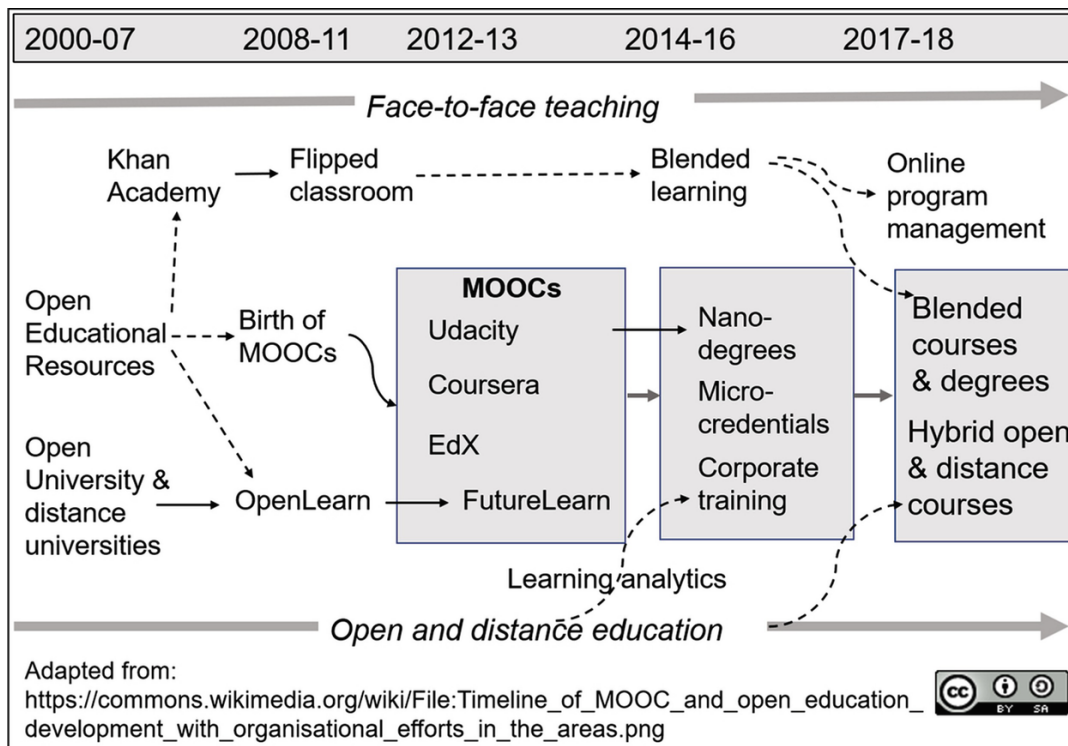 2000-07 2008-11 2012-13 2014-16 2017-18
Face-to-face teaching
Khan
Academy
Flipped
classroom
Blended
learning
Online
program
management
Open
Educational
Resources
Birth of
MOOCs
MOOCs
Udacity
Coursera
EdX
FutureLearn
Nano-
degrees
Micro-
credentials
Corporate
training
Blended
courses
& degrees
Hybrid open
& distance
courses
Open
University &
distance
universities
OpenLearn
Learning analytics
Open and distance education
Adapted from:
https://commons.wikimedia.org/wiki/File:Timeline_of_MOOC_and_open_education_
development_with_organisational_efforts_in_the_areas.png
cc
BY SA